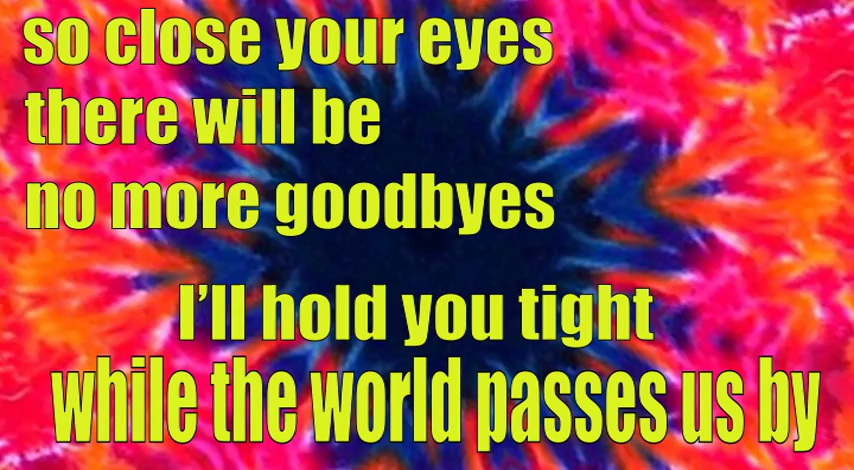 so close your eyes
there will be
no more goodbyes
I’ll hold you tight
while the world passes us by